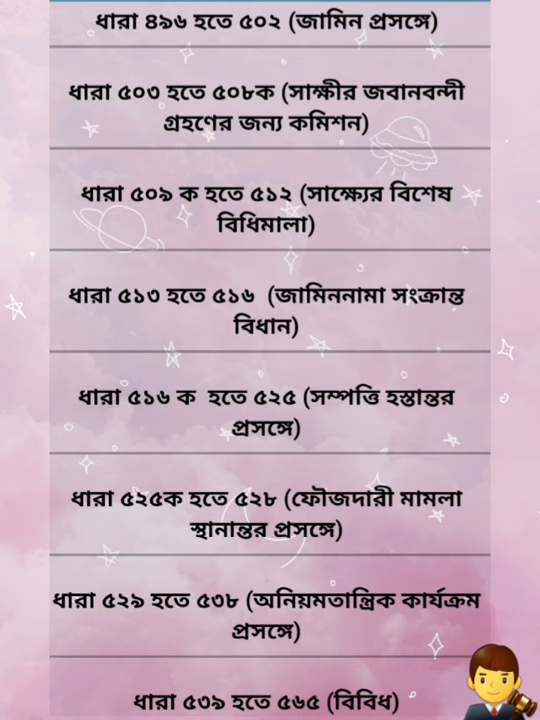 ধারা ৪৯৬ হতে ৫০২ (জামিন প্রসঙ্গে)
ধারা ৫০৩ হতে ৫০৮ক (সাক্ষীর জবানবন্দী
গ্রহণের জন্য কমিশন)
ধারা ৫০৯ ক হতে ৫১২ (সাক্ষ্যের বিশেষ
বিধিমালা)
ধারা ৫১৩ হতে ৫১৬ (জামিননামা সংক্রান্ত
বিধান)
ধারা ৫১৬ ক হতে ৫২৫ (সম্পত্তি হস্তান্তর
প্রসঙ্গে)
ধারা ৫২৫ক হতে ৫২৮ (ফৌজদারী মামলা
স্থানান্তর প্রসঙ্গে)
ধারা ৫২৯ হতে ৫৩৮ (অনিয়মতান্ত্রিক কার্যক্রম
প্রসঙ্গে)
ধারা ৫৩৯ হতে ৫৬৫ (বিবিধ)